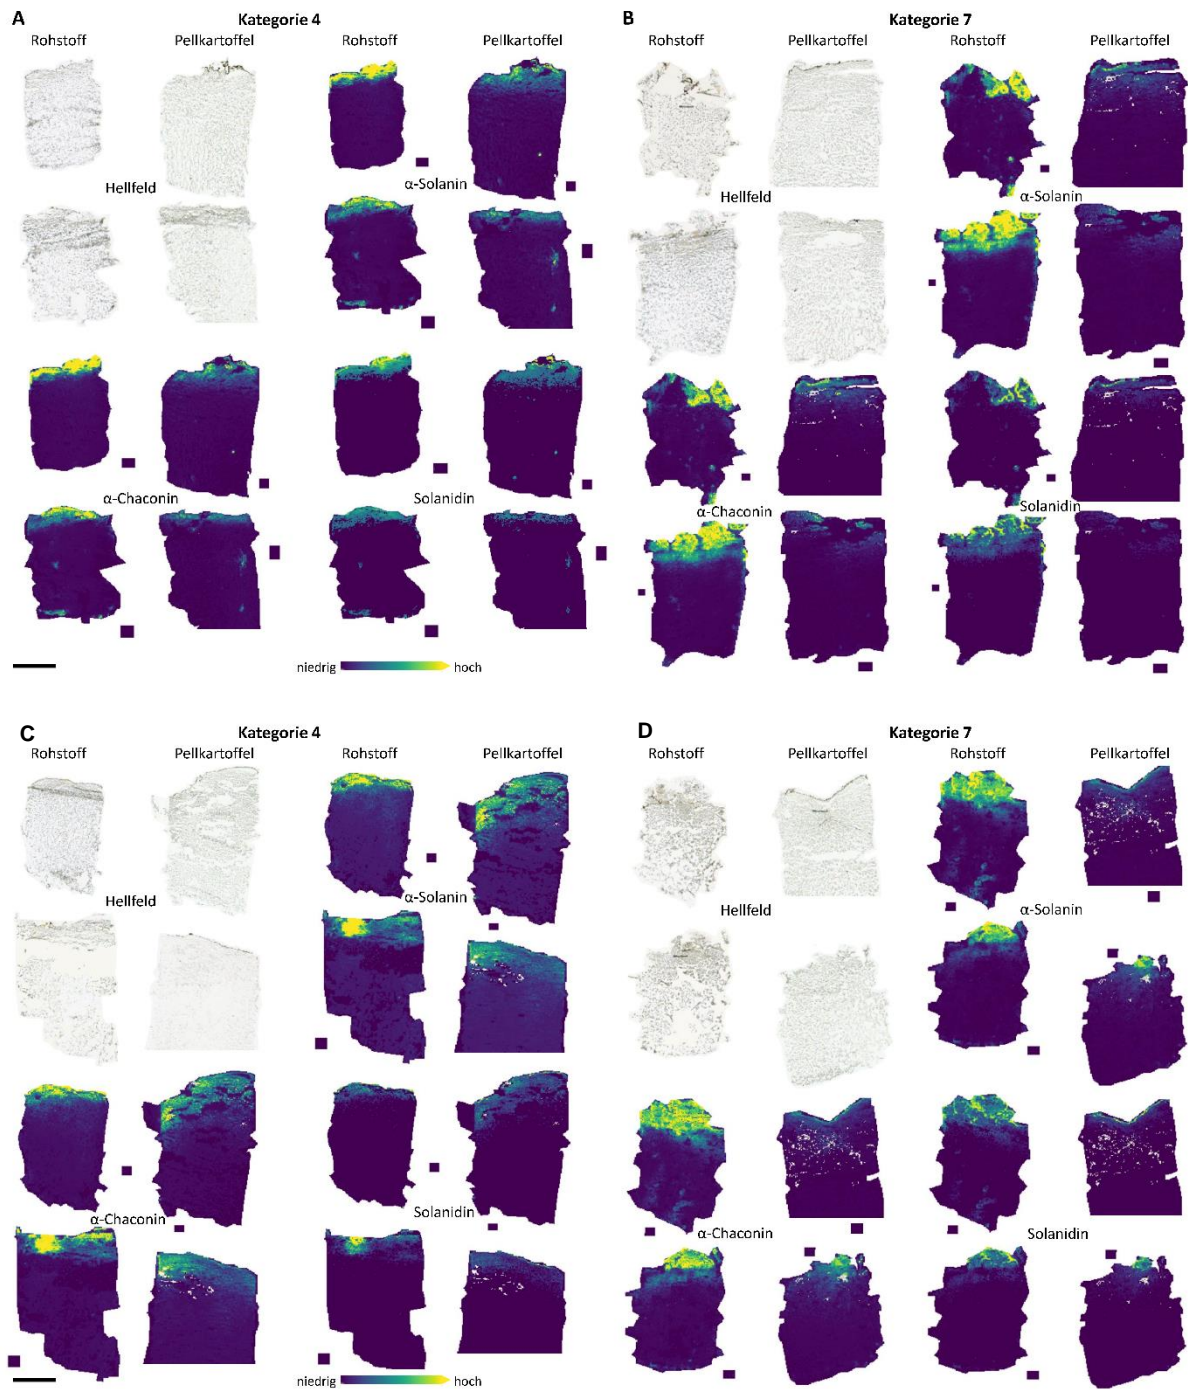 A
Kategorie 4
Rohstoff
Pellkartoffel
Rohstoff
Pellkartoffel
Hellfeld
α-Solanin
α-Chaconin
Solanidin
niedrig
hoch
B
Kategorie 7
Rohstoff
Pellkartoffel
Rohstoff
Pellkartoffel
Hellfeld
α-Solanin
α-Chaconin
Solanidin
C
Kategorie 4
Rohstoff
Pellkartoffel
Rohstoff
Pellkartoffel
Hellfeld
α-Solanin
α-Chaconin
Solanidin
niedrig
hoch
D
Kategorie 7
Rohstoff
Pellkartoffel
Rohstoff
Pellkartoffel
Hellfeld
α-Solanin
α-Chaconin
Solanidin